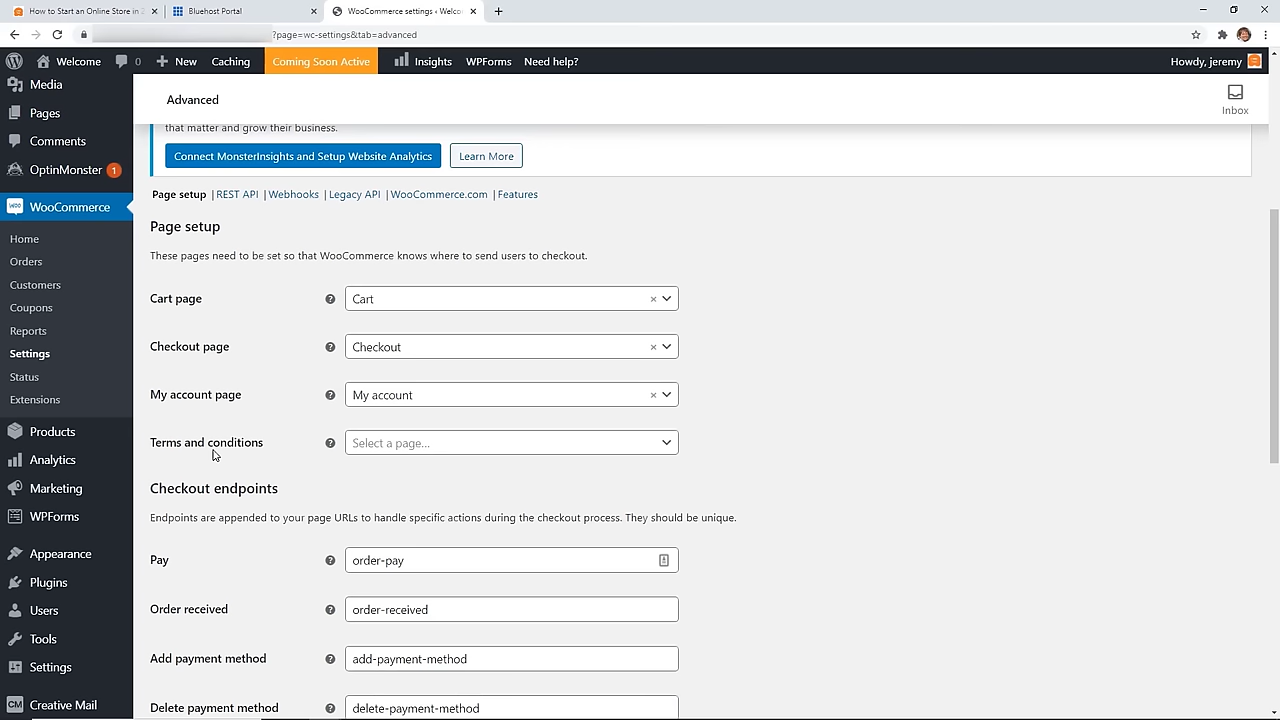 How to Start an Online Store in 2
Bluehost Portal
WooCommerce settings ‹ Welco
?page=wc-settings&tab=advanced
Welcome
0
New
Caching
Coming Soon Active
Insights
WPForms
Need help?
Howdy, jeremy
Media
Pages
Comments
OptinMonster 1
WooCommerce
Home
Orders
Customers
Coupons
Reports
Settings
Status
Extensions
Products
Analytics
Marketing
WPForms
Appearance
Plugins
Users
Tools
Settings
CM Creative Mail
Advanced
Inbox
that matter and grow their business.
Connect MonsterInsights and Setup Website Analytics
Learn More
Page setup | REST API | Webhooks | Legacy API | WooCommerce.com | Features
Page setup
These pages need to be set so that WooCommerce knows where to send users to checkout.
Cart page
Cart
Checkout page
Checkout
My account page
My account
Terms and conditions
Select a page...
Checkout endpoints
Endpoints are appended to your page URLs to handle specific actions during the checkout process. They should be unique.
Pay
order-pay
Order received
order-received
Add payment method
add-payment-method
Delete payment method
delete-payment-method